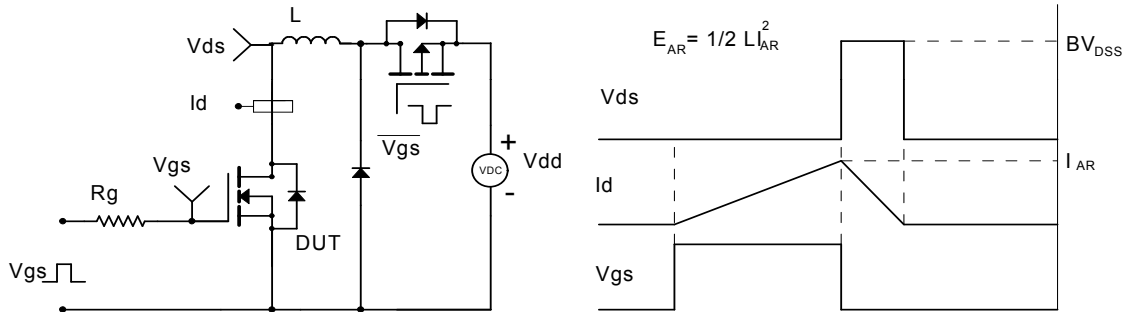 L
Vds
Id
Vgs
Vgs
+
Vdd
VDC
-
Rg
DUT
Vgs
E_AR = 1/2 LI_AR^2
BV_DSS
Vds
I_AR
Id
Vgs